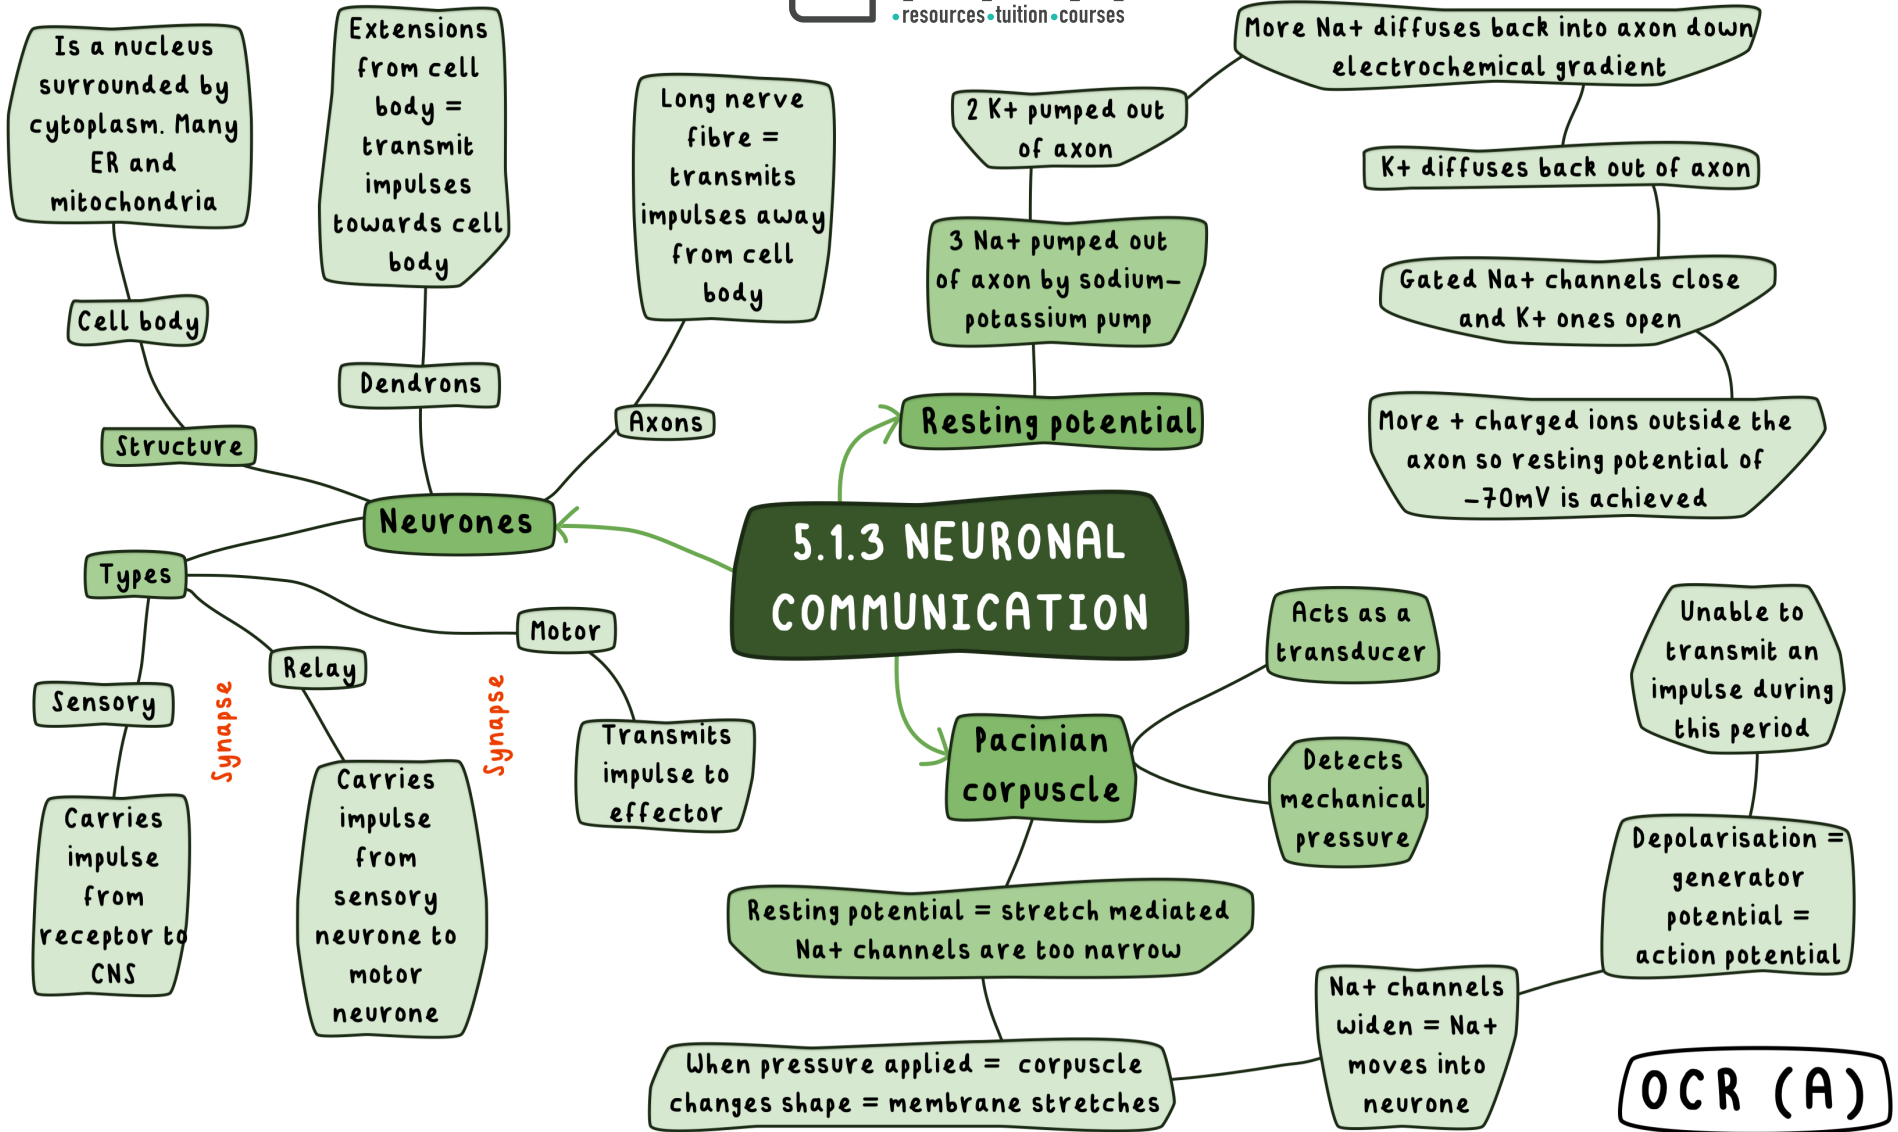 •resources•tuition•courses
Is a nucleus
surrounded by
cytoplasm. Many
ER and
mitochondria
Cell body
Structure
Extensions
from cell
body =
transmit
impulses
towards cell
body
Dendrons
Long nerve
fibre =
transmits
impulses away
from cell
body
Axons
Neurones
Types
Sensory
Carries
impulse
from
receptor to
CNS
Synapse
Relay
Carries
impulse
from
sensory
neurone to
motor
neurone
Synapse
Motor
Transmits
impulse to
effector
5.1.3 NEURONAL
COMMUNICATION
Resting potential
3 Na+ pumped out
of axon by sodium-
potassium pump
2 K+ pumped out
of axon
More Na+ diffuses back into axon down
electrochemical gradient
K+ diffuses back out of axon
Gated Na+ channels close
and K+ ones open
More + charged ions outside the
axon so resting potential of
-70mV is achieved
Pacinian
corpuscle
Acts as a
transducer
Detects
mechanical
pressure
Resting potential = stretch mediated
Na+ channels are too narrow
When pressure applied = corpuscle
changes shape = membrane stretches
Na+ channels
widen = Na+
moves into
neurone
Depolarisation =
generator
potential =
action potential
Unable to
transmit an
impulse during
this period
OCR (A)